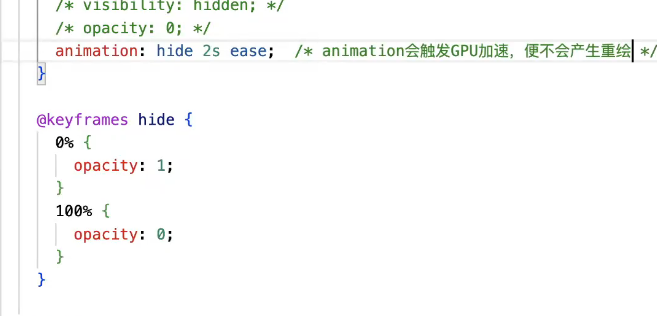 /* visibility: hidden; */
/* opacity: 0; */
animation: hide 2s ease;  /* animation会触发GPU加速，便不会产生重绘 */
}
@keyframes hide {
0% {
opacity: 1;
}
100% {
opacity: 0;
}
}